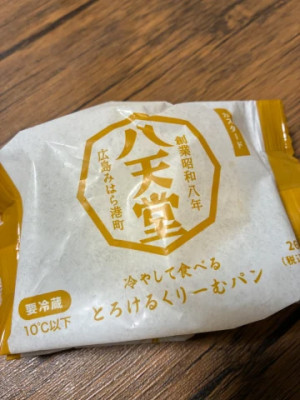 カスタード
創業昭和八年
八天堂
広島みはら港町
冷やして食べる
とろけるくりーむパン
要冷蔵
10℃以下